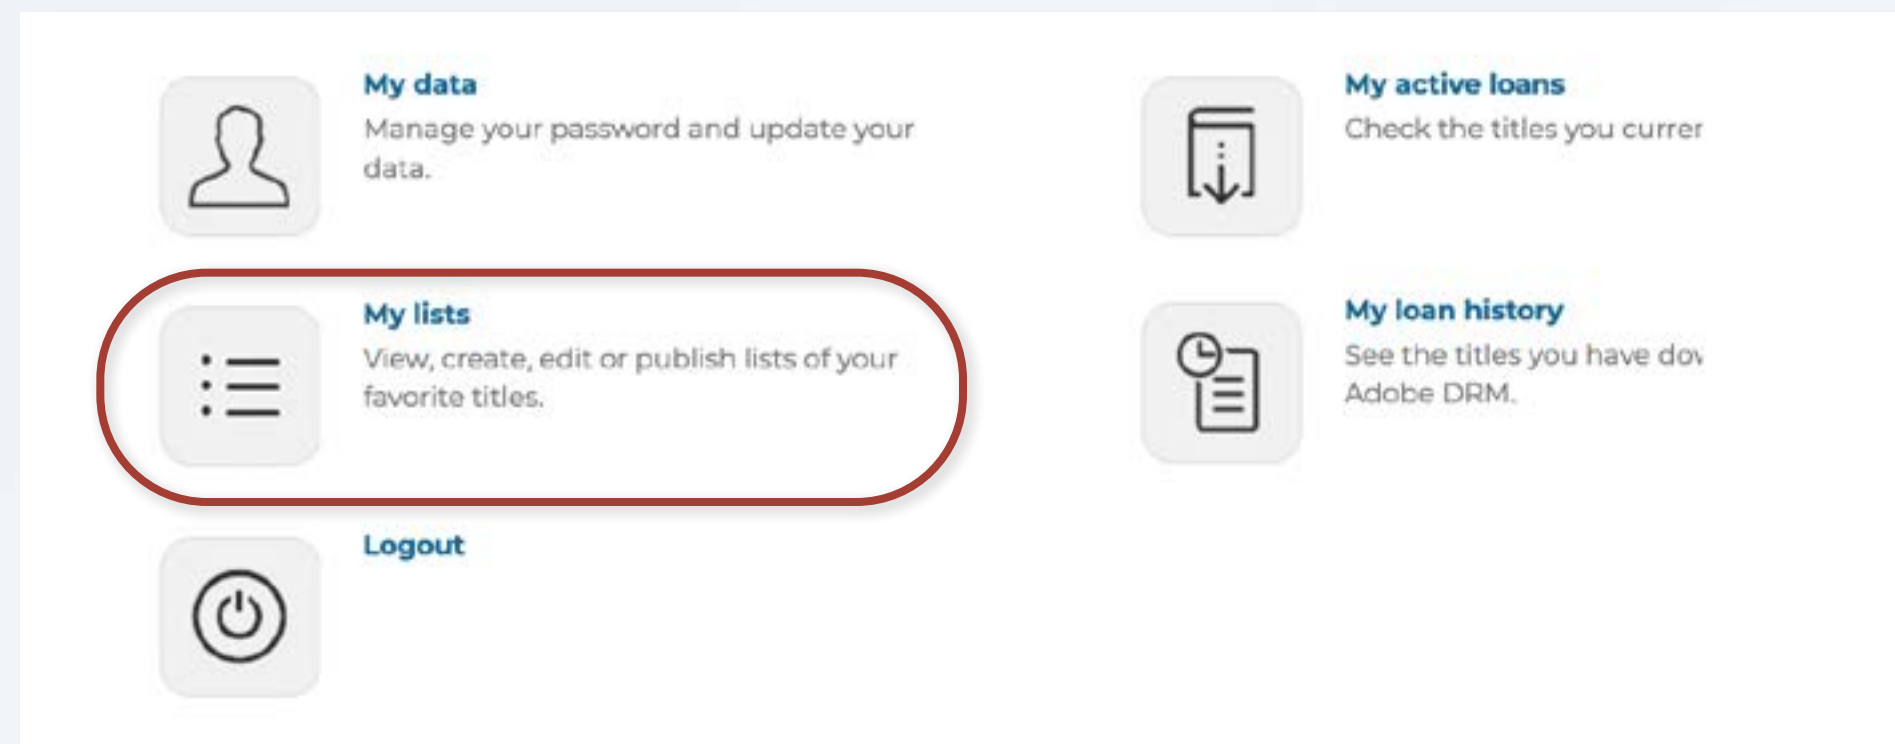 My data
Manage your password and update your
data.
My active loans
Check the titles you curren
My lists
View, create, edit or publish lists of your
favorite titles.
My loan history
See the titles you have
Adobe DRM.
Logout